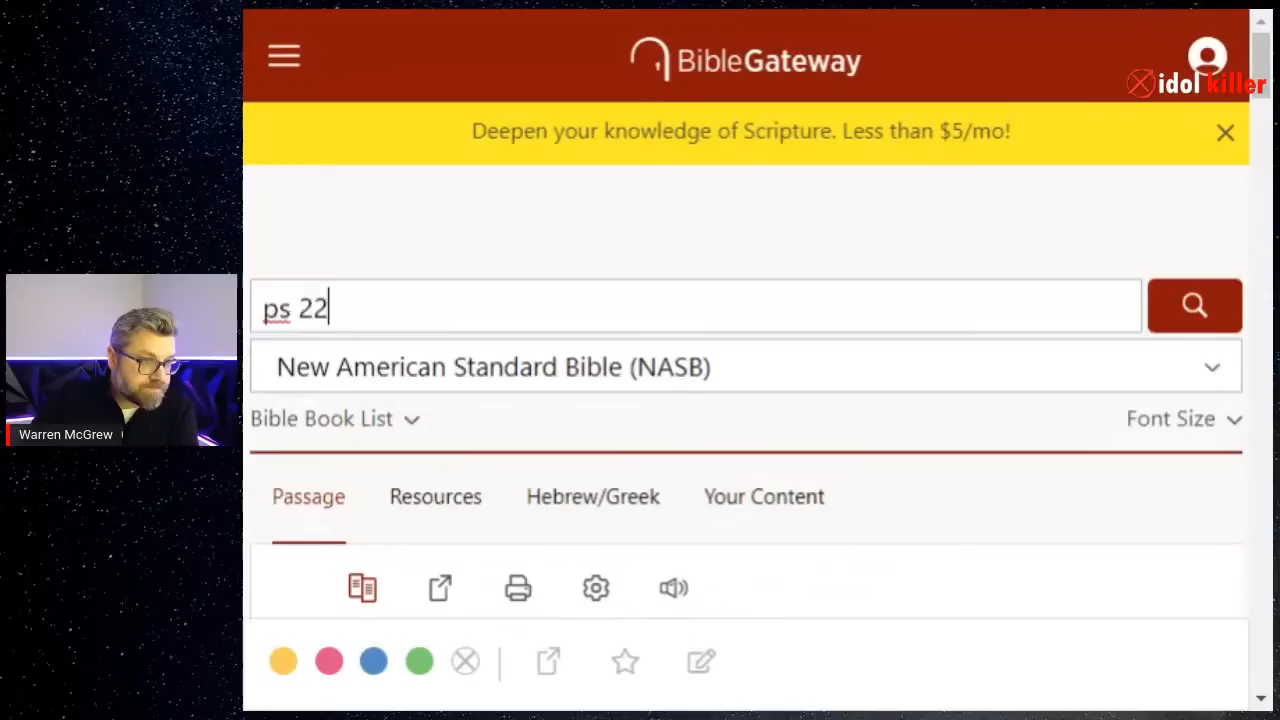 BibleGateway
idol killer
Deepen your knowledge of Scripture. Less than $5/mo!
ps 22
New American Standard Bible (NASB)
Bible Book List
Font Size
Passage
Resources
Hebrew/Greek
Your Content
Warren McGrew